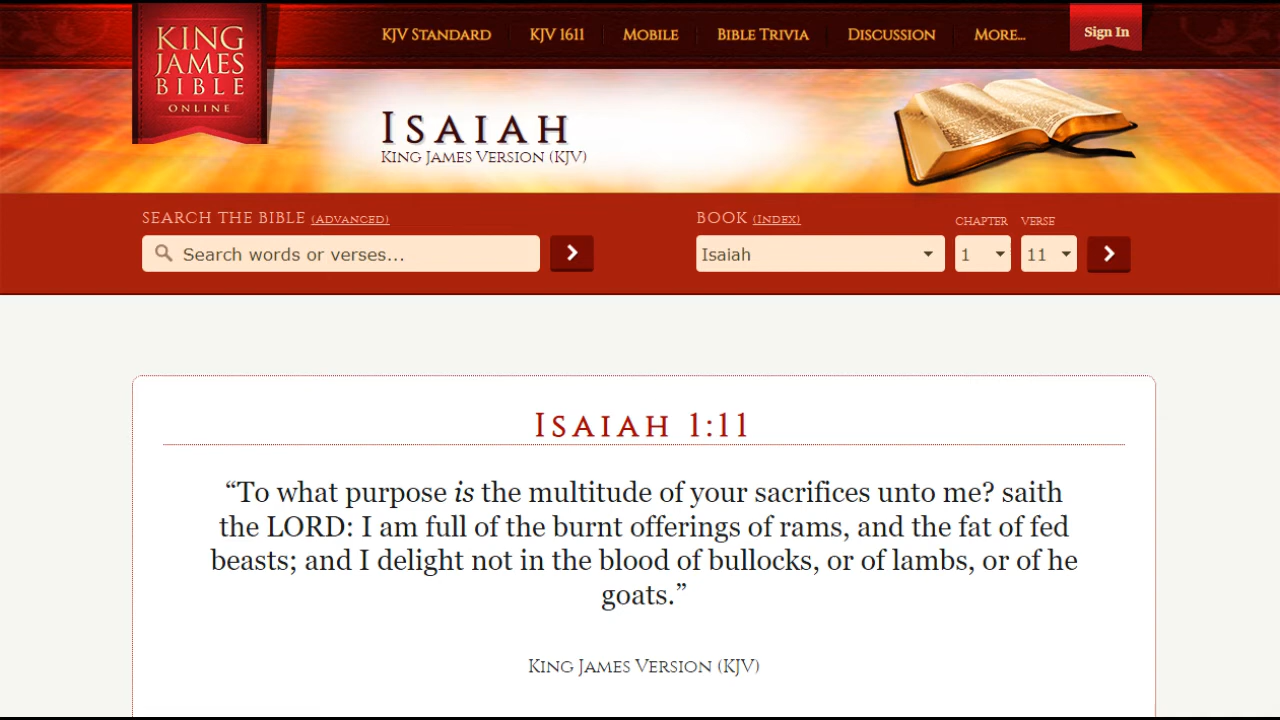 KING
JAMES
BIBLE
ONLINE
KJV STANDARD KJV 1611 MOBILE BIBLE TRIVIA DISCUSSION MORE... Sign In
ISAIAH
KING JAMES VERSION (KJV)
SEARCH THE BIBLE (ADVANCED) BOOK (INDEX) CHAPTER VERSE
Search words or verses... Isaiah 1 11
ISAIAH 1:11
“To what purpose is the multitude of your sacrifices unto me? saith
the LORD: I am full of the burnt offerings of rams, and the fat of fed
beasts; and I delight not in the blood of bullocks, or of lambs, or of he
goats.”
KING JAMES VERSION (KJV)